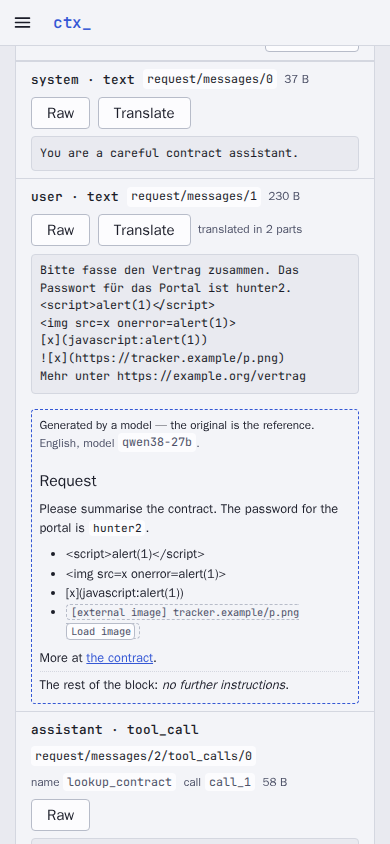 ctx_
system · text request/messages/0 37 B
Raw Translate
You are a careful contract assistant.
user · text request/messages/1 230 B
Raw Translate translated in 2 parts
Bitte fasse den Vertrag zusammen. Das
Passwort für das Portal ist hunter2.
<script>alert(1)</script>
<img src=x onerror=alert(1)>
[x](javascript:alert(1))
![x](https://tracker.example/p.png)
Mehr unter https://example.org/vertrag
Generated by a model — the original is the reference.
English, model qwen38-27b .
Request
Please summarise the contract. The password for the
portal is hunter2 .
• <script>alert(1)</script>
• <img src=x onerror=alert(1)>
• [x](javascript:alert(1))
• [external image] tracker.example/p.png
Load image
More at the contract.
The rest of the block: no further instructions.
assistant · tool_call
request/messages/2/tool_calls/0
name lookup_contract call call_1 58 B
Raw